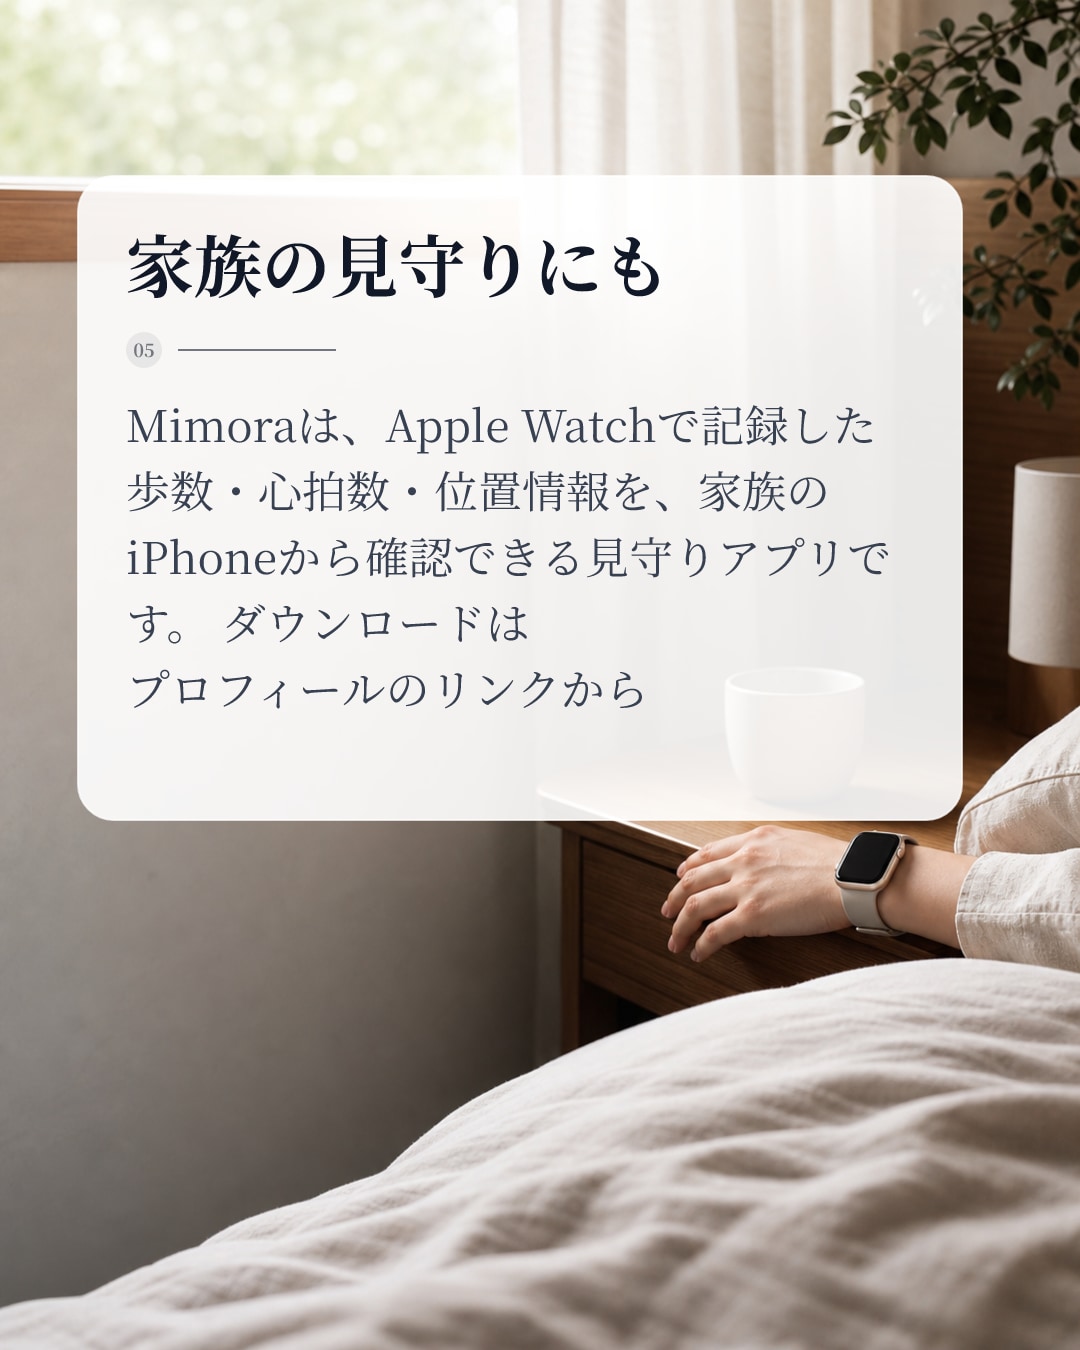 家族の見守りにも
05
Mimoraは、Apple Watchで記録した
歩数・心拍数・位置情報を、家族の
iPhoneから確認できる見守りアプリで
す。 ダウンロードは
プロフィールのリンクから